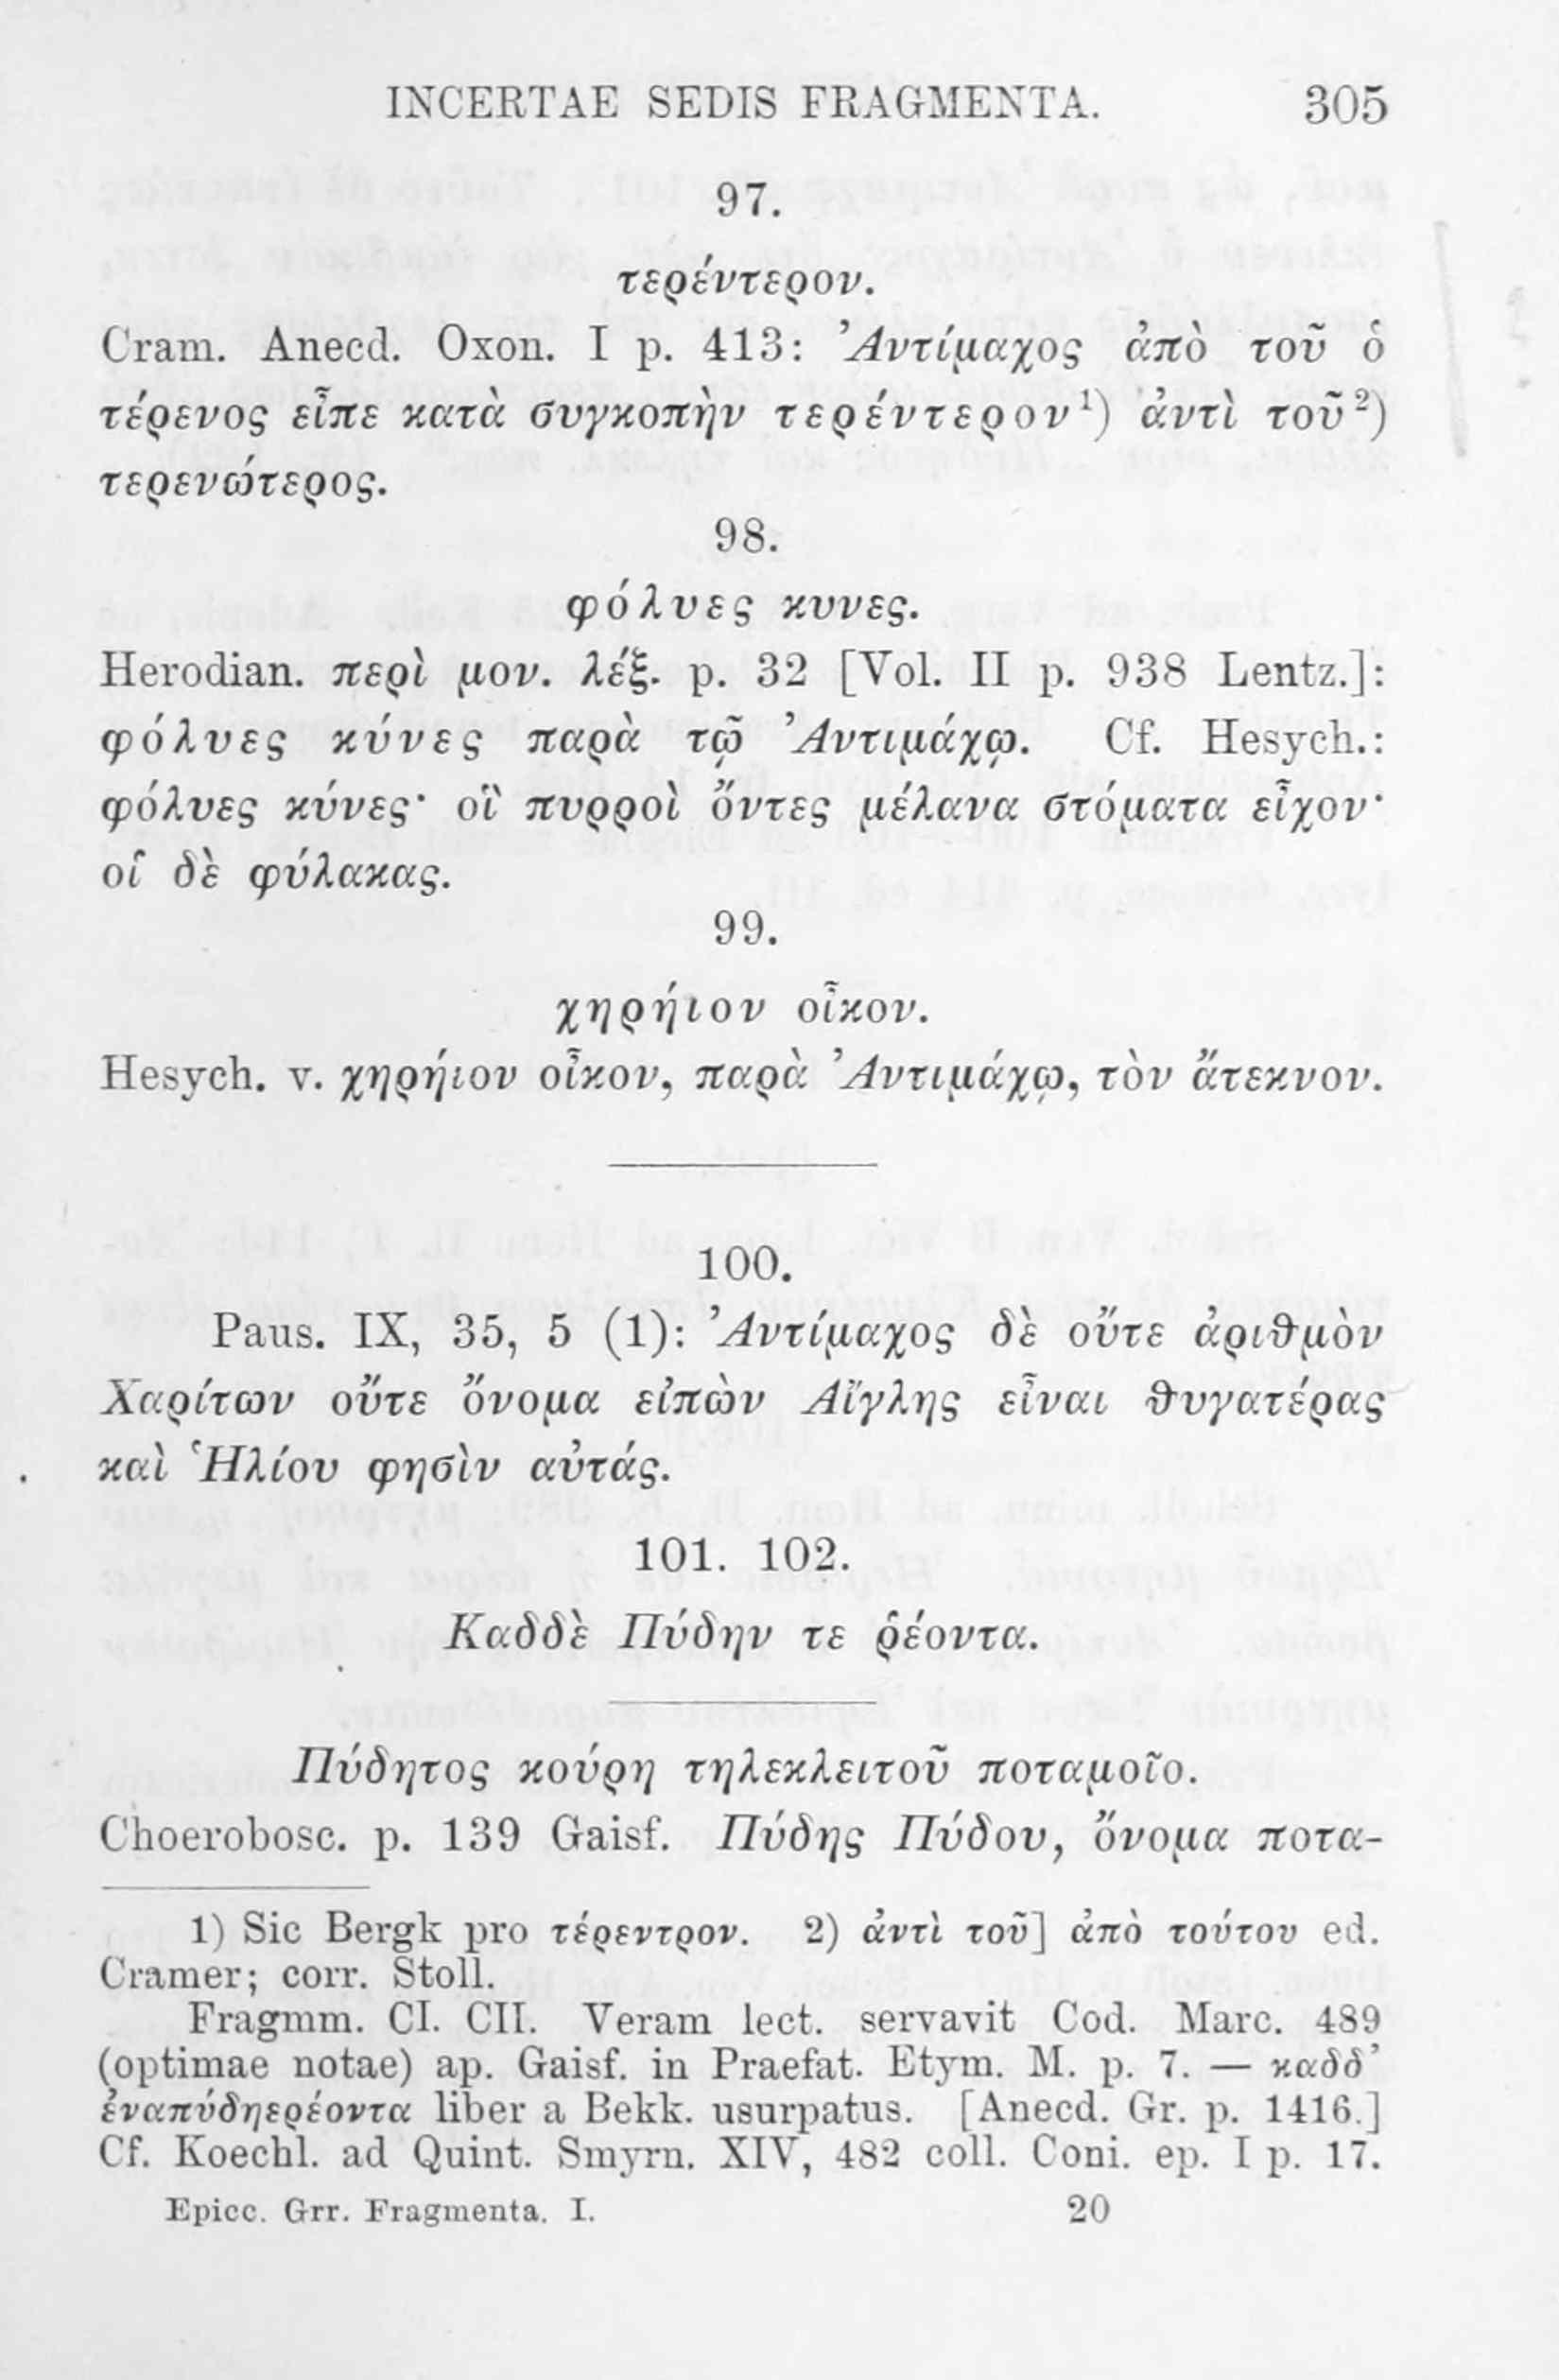 INCERTAE SEDIS FRAGMENTA. 305
97.
τερέντερον.
Cram. Anecd. Oxon. I p. 413: Ἀντίμαχος ἀπὸ τοῦ ὁ
τέρενος εἶπε κατὰ συγκοπὴν τερέντερον¹) ἀντὶ τοῦ²)
τερενώτερος.
98.
φόλυες κυνες.
Herodian. περὶ μον. λέξ. p. 32 [Vol. II p. 938 Lentz.]:
φόλυες κύνες παρὰ τῷ Ἀντιμάχῳ. Cf. Hesych.:
φόλυες κύνες· οἳ πυρροὶ ὄντες μέλανα στόματα εἶχον·
οἱ δὲ φύλακας.
99.
χηρήιον οἶκον.
Hesych. v. χηρήιον οἶκον, παρὰ Ἀντιμάχῳ, τὸν ἄτεκνον.
100.
Paus. IX, 35, 5 (1): Ἀντίμαχος δὲ οὔτε ἀριθμὸν
Χαρίτων οὔτε ὄνομα εἰπὼν Αἴγλης εἶναι θυγατέρας
καὶ Ἡλίου φησὶν αὐτάς.
101. 102.
Καδδὲ Πύδην τε ῥέοντα.
Πύδητος κούρη τηλεκλειτοῦ ποταμοῖο.
Choerobosc. p. 139 Gaisf. Πύδης Πύδου, ὄνομα ποτα-
1) Sic Bergk pro τέρεντρον. 2) ἀντὶ τοῦ] ἀπὸ τούτου ed.
Cramer; corr. Stoll.
Fragmm. CI. CII. Veram lect. servavit Cod. Marc. 489
(optimae notae) ap. Gaisf. in Praefat. Etym. M. p. 7. — καδδ᾽
ἐναπύδηερέοντα liber a Bekk. usurpatus. [Anecd. Gr. p. 1416.]
Cf. Koechl. ad Quint. Smyrn. XIV, 482 coll. Coni. ep. I p. 17.
Epicc. Grr. Fragmenta. I. 20